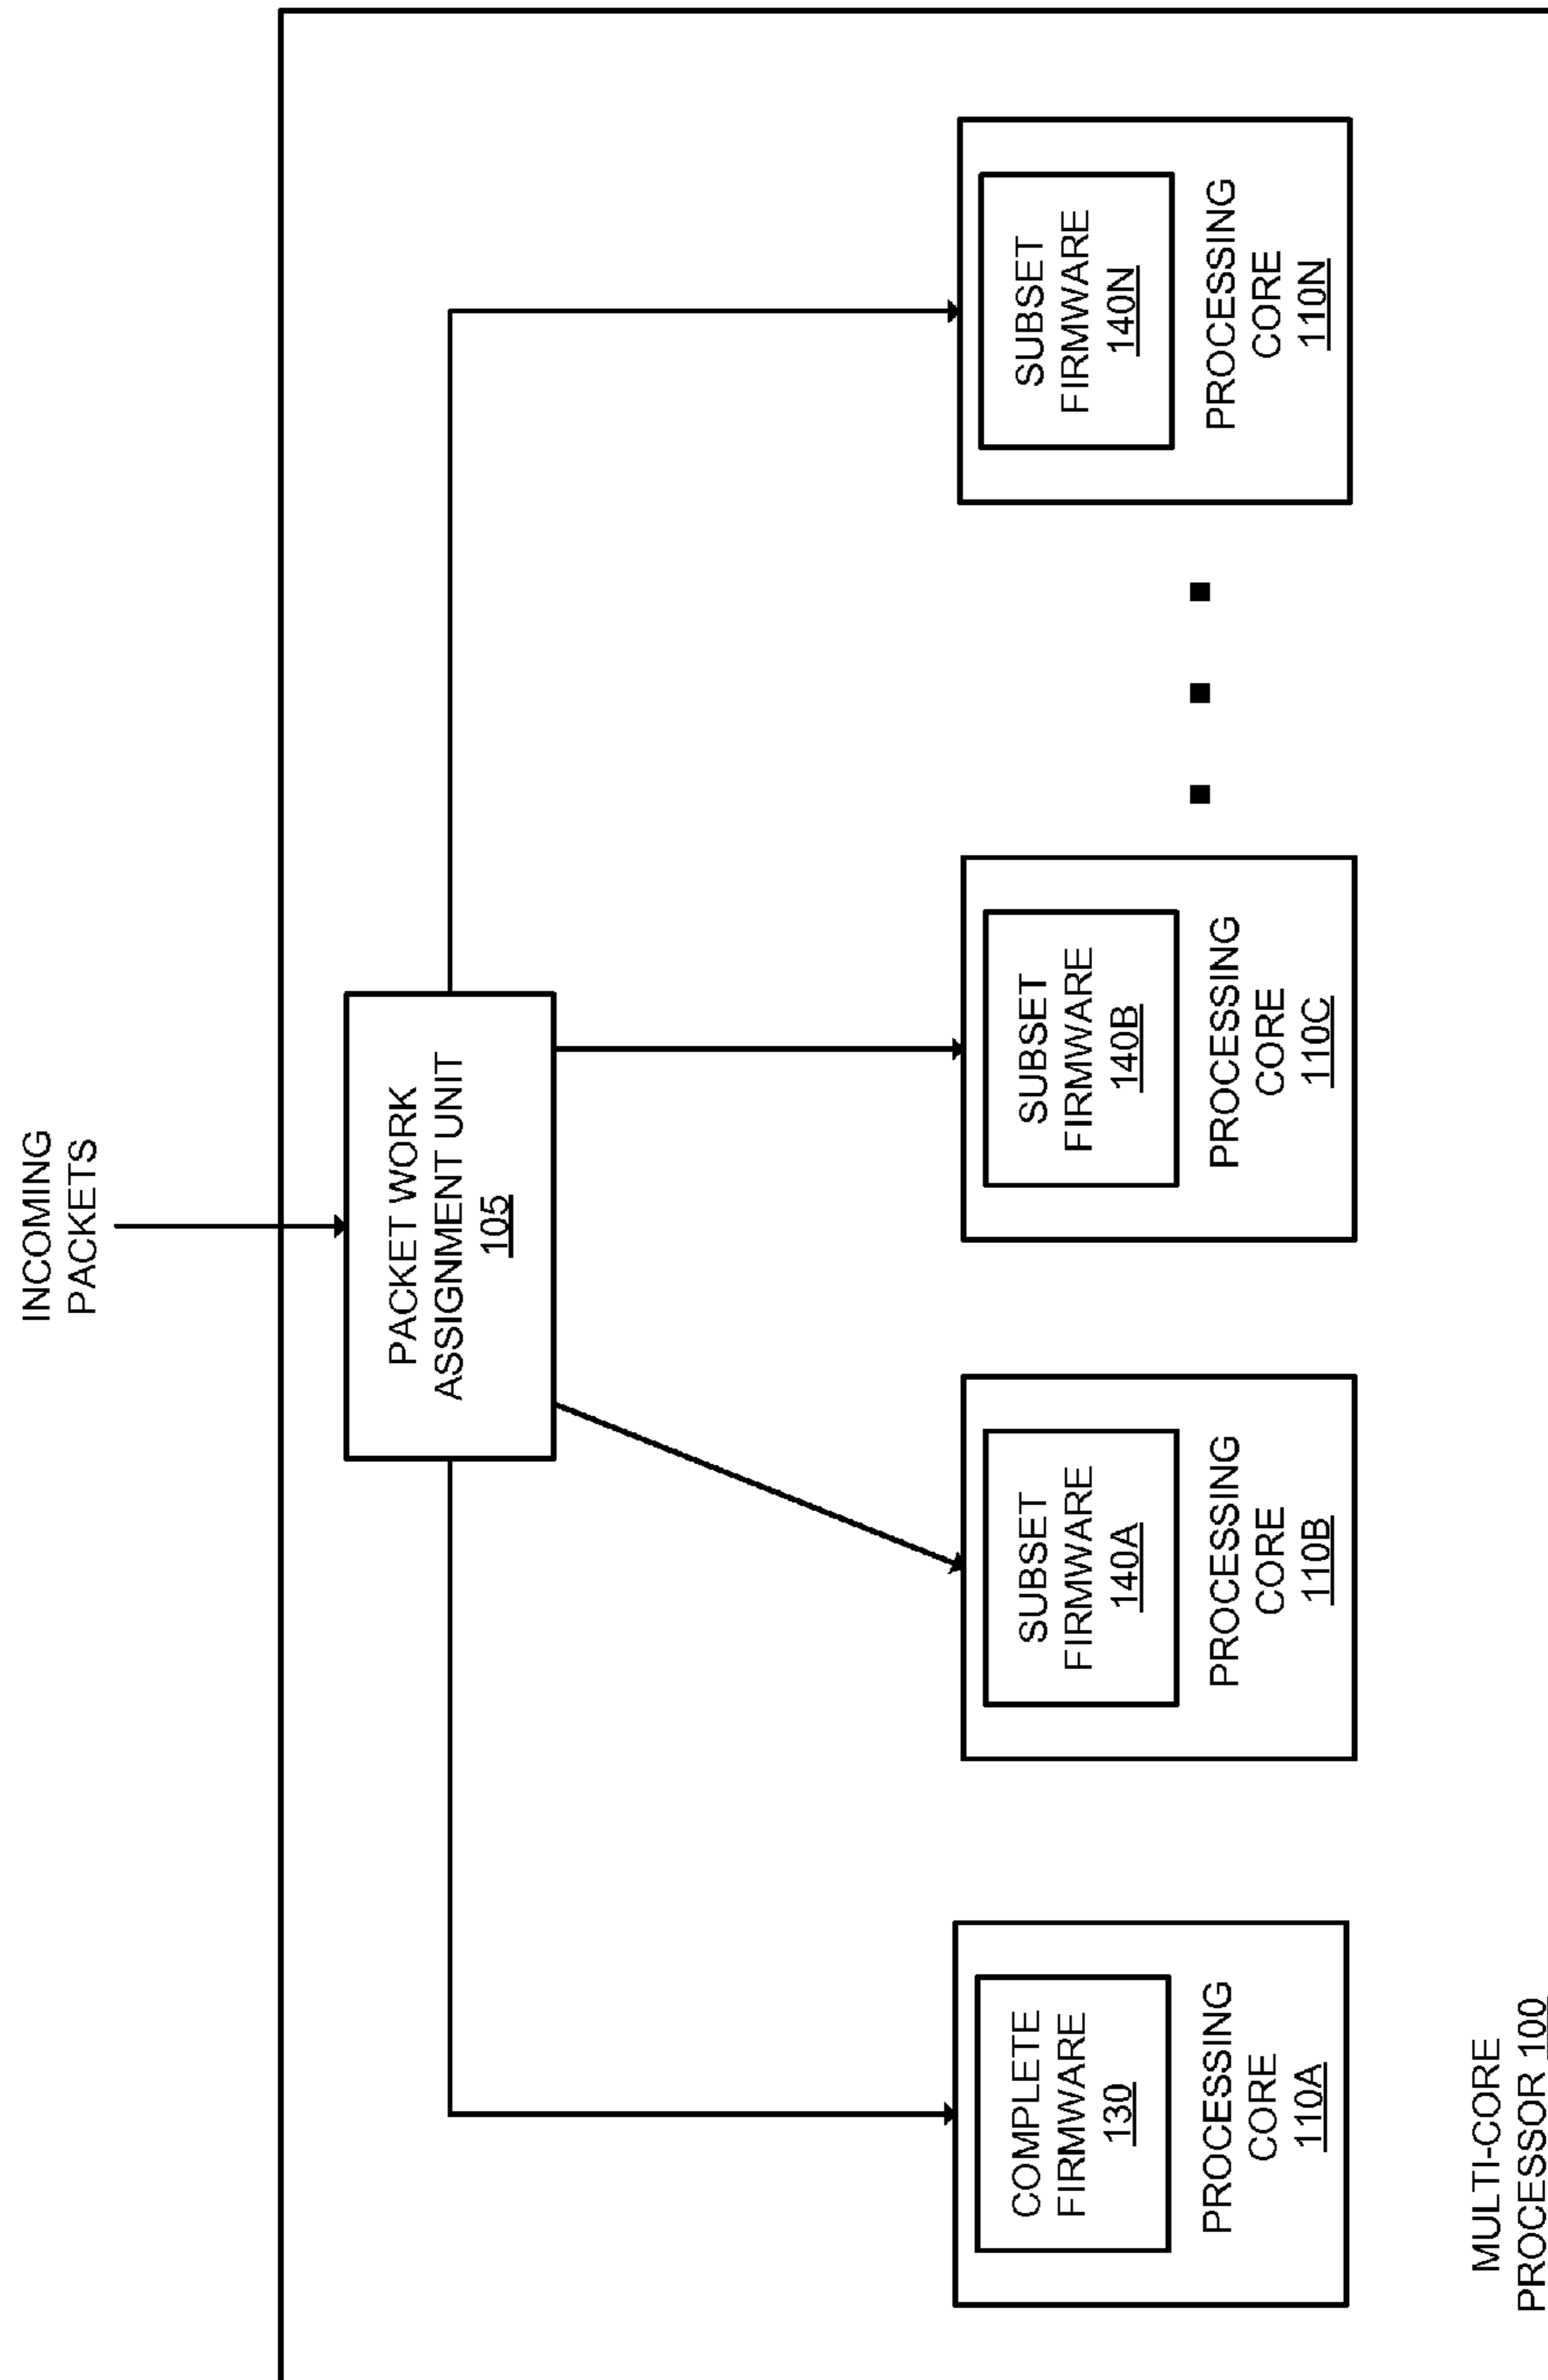 INCOMING
PACKETS
PACKET WORK
ASSIGNMENT UNIT
105
COMPLETE
FIRMWARE
130
PROCESSING
CORE
110A
SUBSET
FIRMWARE
140A
PROCESSING
CORE
110B
SUBSET
FIRMWARE
140B
PROCESSING
CORE
110C
SUBSET
FIRMWARE
140N
PROCESSING
CORE
110N
MULTI-CORE
PROCESSOR 100